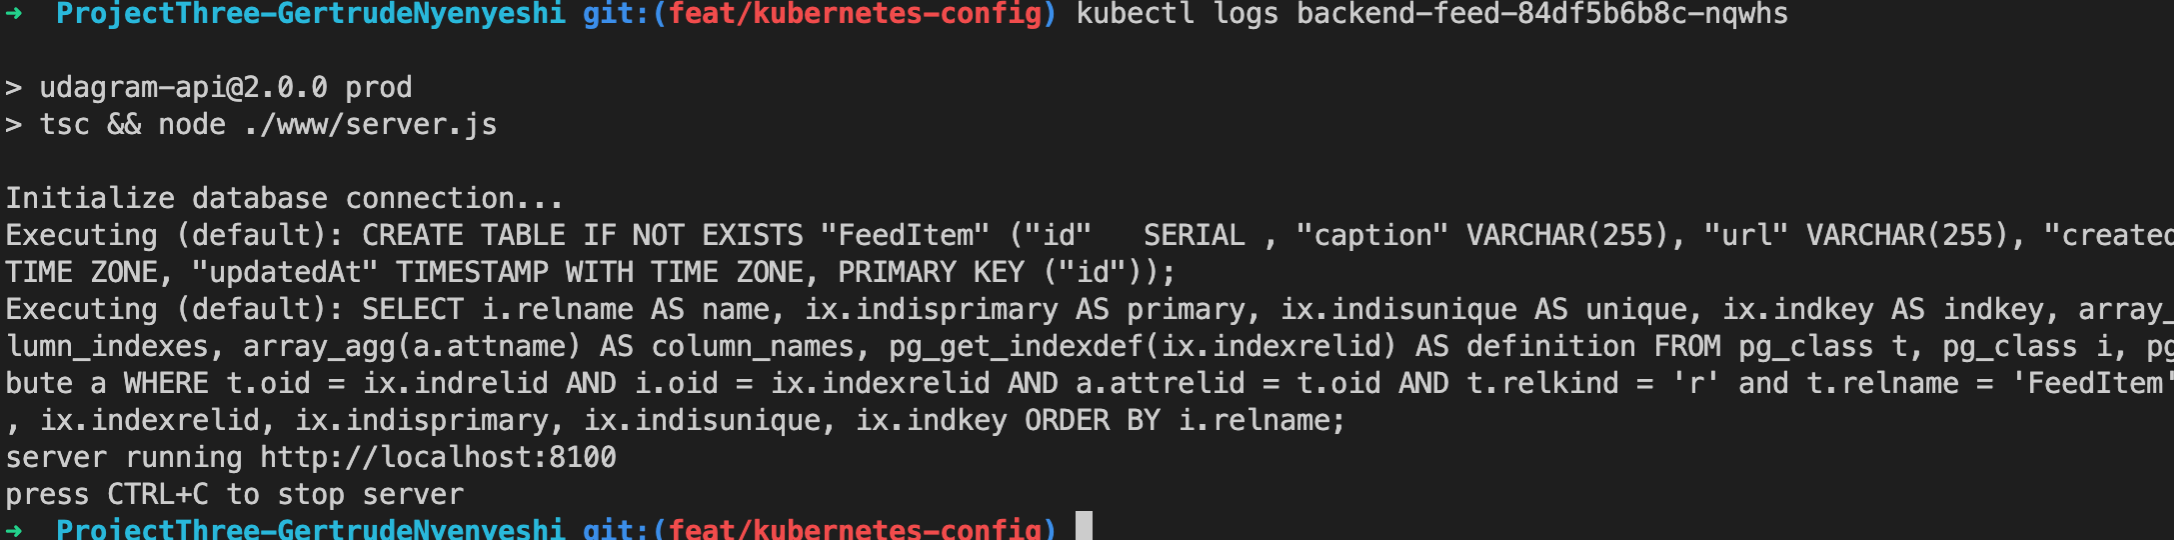 ➜  ProjectThree-GertrudeNyenyeshi git:(feat/kubernetes-config) kubectl logs backend-feed-84df5b6b8c-nqwhs
> udagram-api@2.0.0 prod
> tsc && node ./www/server.js
Initialize database connection...
Executing (default): CREATE TABLE IF NOT EXISTS "FeedItem" ("id"   SERIAL , "caption" VARCHAR(255), "url" VARCHAR(255), "created
TIME ZONE, "updatedAt" TIMESTAMP WITH TIME ZONE, PRIMARY KEY ("id"));
Executing (default): SELECT i.relname AS name, ix.indisprimary AS primary, ix.indisunique AS unique, ix.indkey AS indkey, array_
lumn_indexes, array_agg(a.attname) AS column_names, pg_get_indexdef(ix.indexrelid) AS definition FROM pg_class t, pg_class i, pg
bute a WHERE t.oid = ix.indrelid AND i.oid = ix.indexrelid AND a.attrelid = t.oid AND t.relkind = 'r' and t.relname = 'FeedItem'
, ix.indexrelid, ix.indisprimary, ix.indisunique, ix.indkey ORDER BY i.relname;
server running http://localhost:8100
press CTRL+C to stop server
➜  ProjectThree-GertrudeNyenyeshi git:(feat/kubernetes-config)